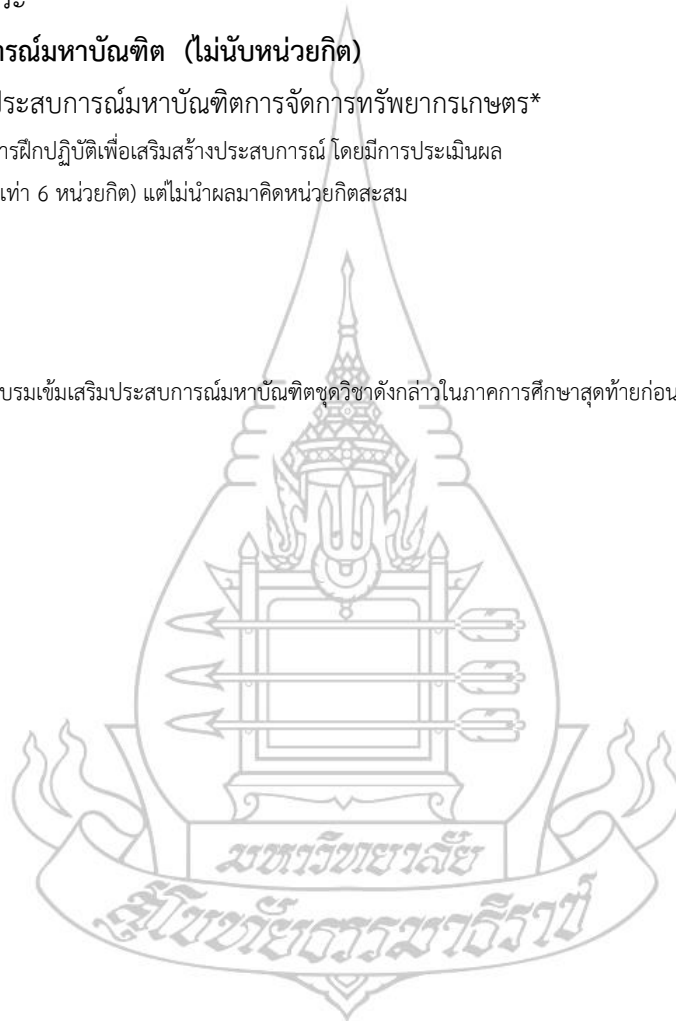 ระ
ารณ์มหาบัณฑิต (ไม่นับหน่วยกิต)
ประสบการณ์มหาบัณฑิตการจัดการทรัพยากรเกษตร*
ารฝึกปฏิบัติเพื่อเสริมสร้างประสบการณ์ โดยมีการประเมินผล
เท่า 6 หน่วยกิต) แต่ไม่นำผลมาคิดหน่วยกิตสะสม
บรมเข้มเสริมประสบการณ์มหาบัณฑิตชุดวิชาดังกล่าวในภาคการศึกษาสุดท้ายก่อน
มหาวิทยาลัย
สุโขทัยธรรมาธิราช